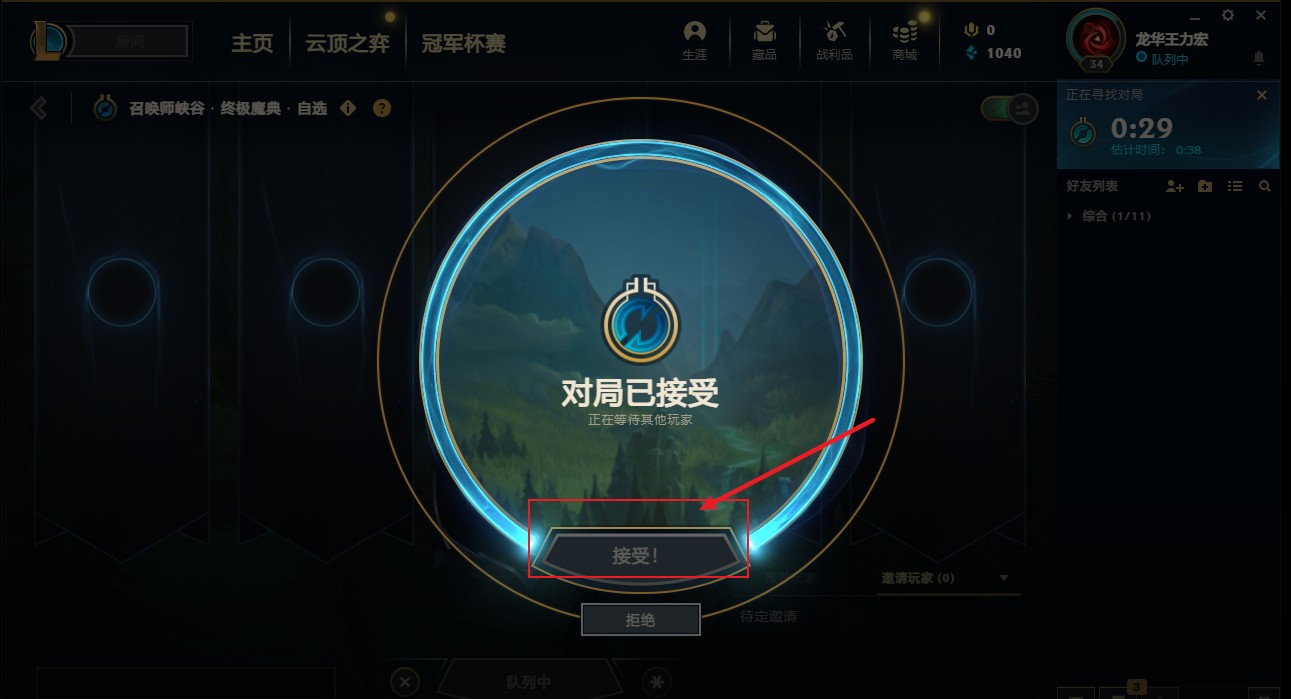 房间
主页
云顶之弈
冠军杯赛
生涯
藏品
战利品
商城
0
1040
34
龙华王力宏
队列中
召唤师峡谷 · 终极魔典 · 自选
正在寻找对局
0:29
估计时间: 0:38
好友列表
综合 (1/11)
对局已接受
正在等待其他玩家
接受!
邀请玩家 (0)
拒绝
待定邀请
队列中
3